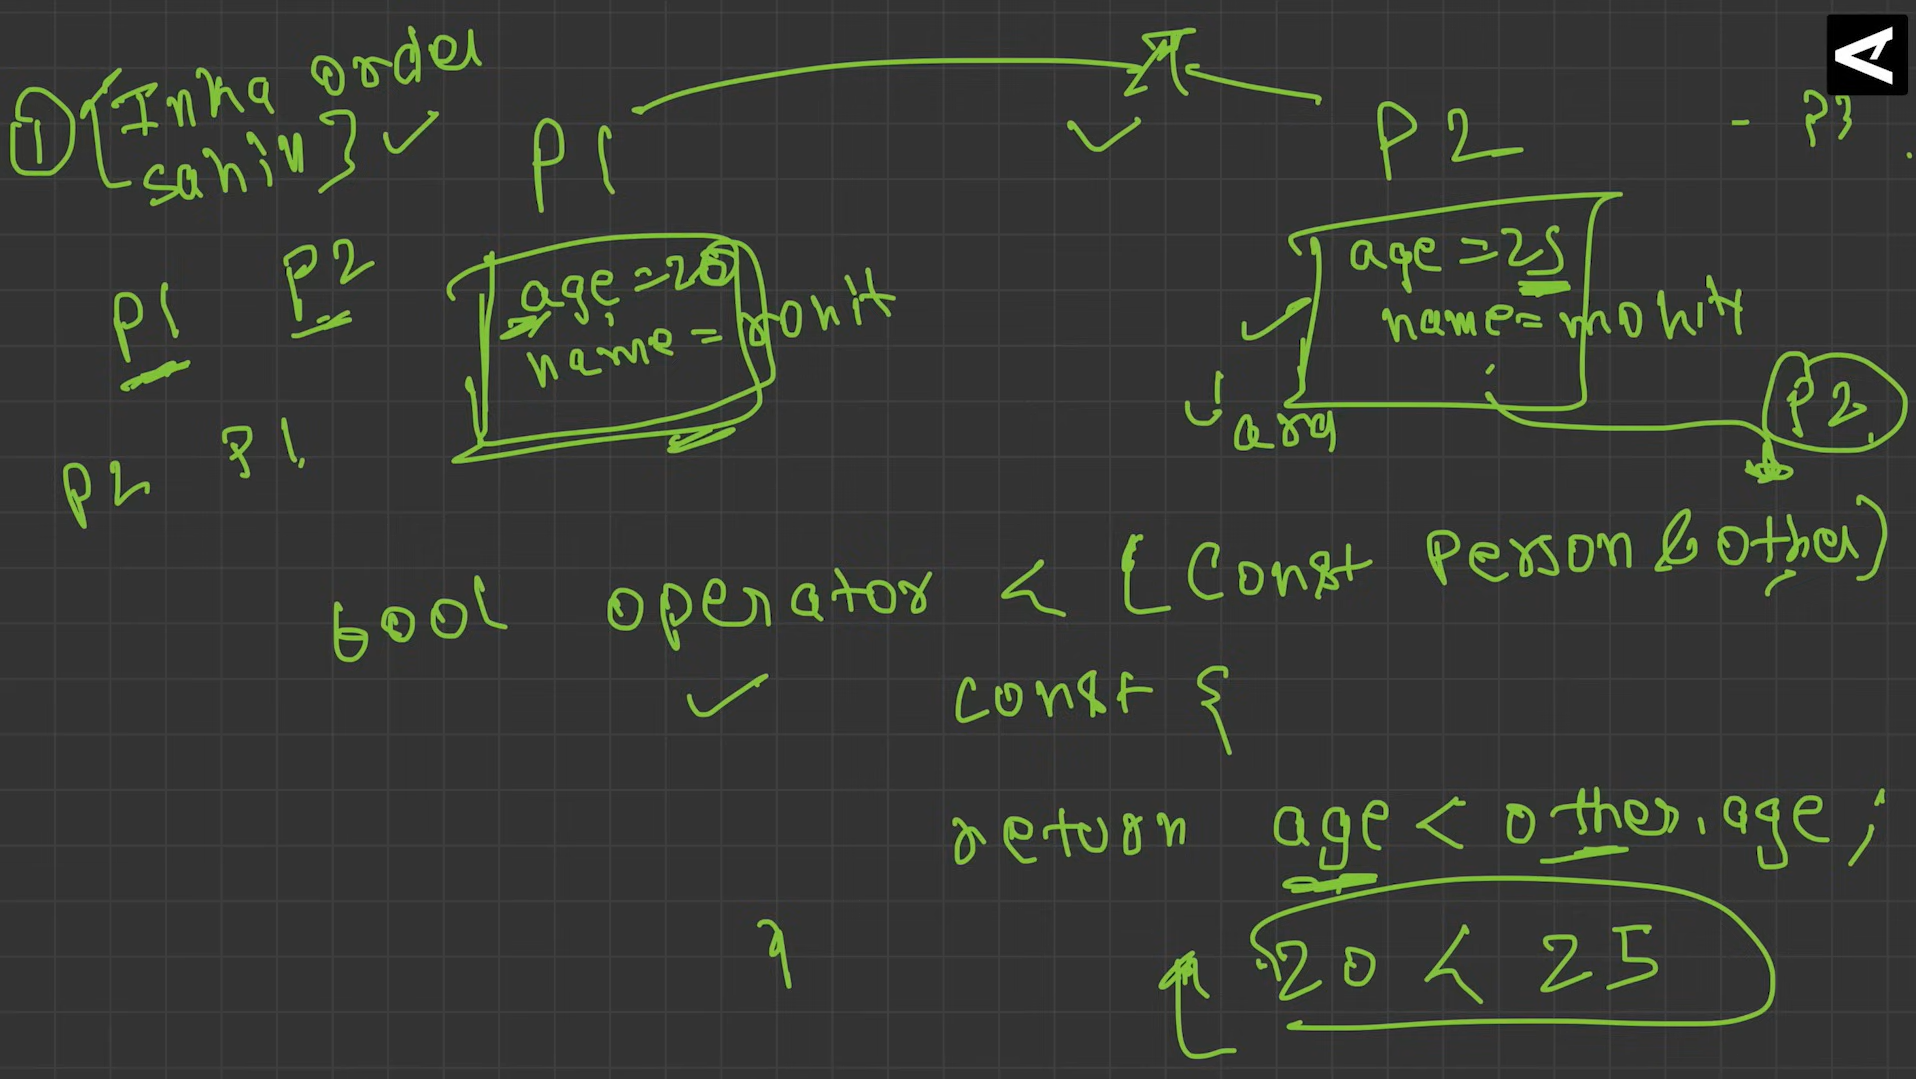 ① [Inka order
sahin] ✓
P1
P2
- P3
P1 P2
age = 20
name = rohit
age = 25
name = mohit
P2 P1
arg
P2
bool operator < (Const Person & other)
const {
return age < other.age;
20 < 25